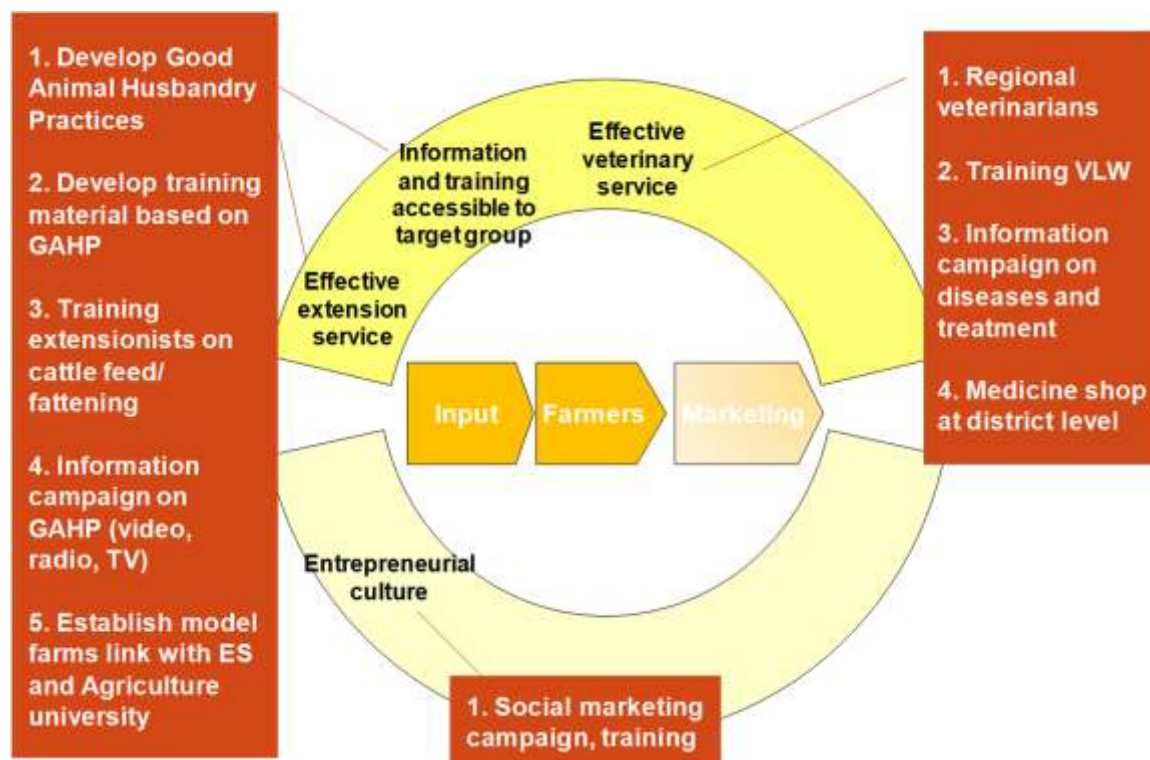 1. Develop Good
Animal Husbandry
Practices
2. Develop training
material based on
GAHP
3. Training
extensionists on
cattle feed/
fattening
4. Information
campaign on
GAHP (video,
radio, TV)
5. Establish model
farms link with ES
and Agriculture
university
Information
and training
accessible to
target group
Effective
veterinary
service
Effective
extension
service
Input
Farmers
Marketing
Entrepreneurial
culture
1. Social marketing
campaign, training
1. Regional
veterinarians
2. Training VLW
3. Information
campaign on
diseases and
treatment
4. Medicine shop
at district level